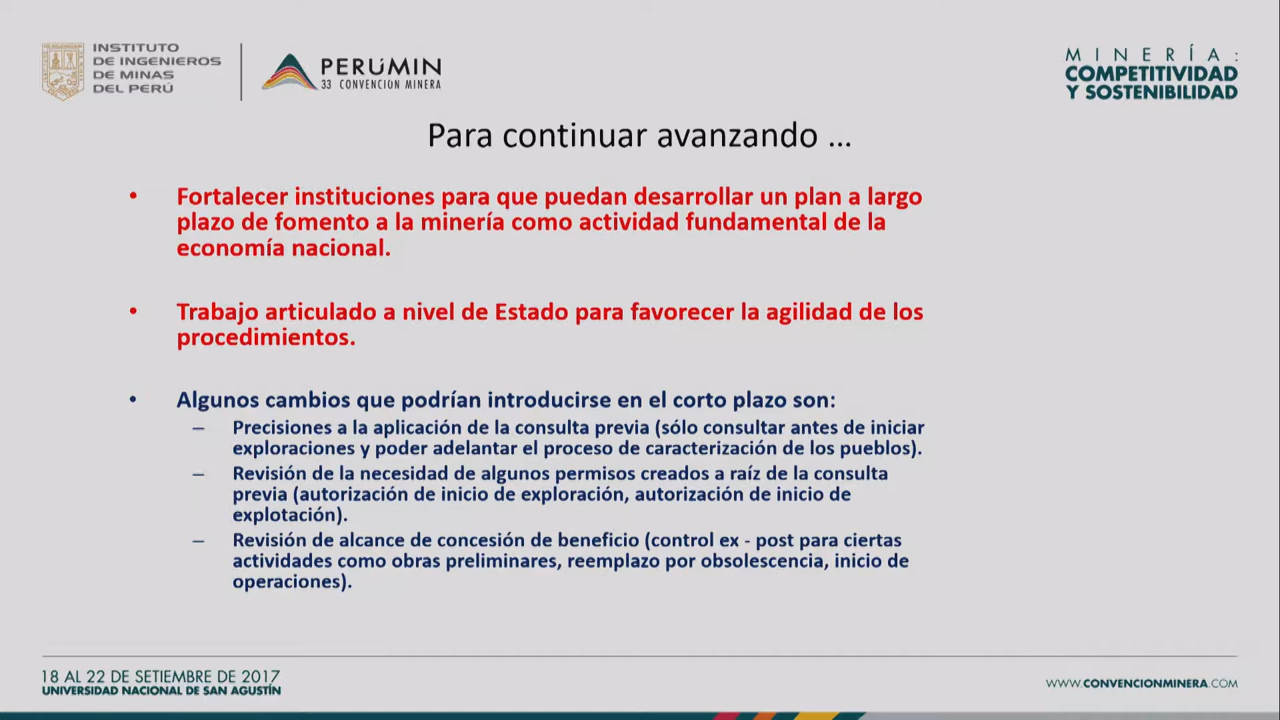 INSTITUTO
DE INGENIEROS
DE MINAS
DEL PERÚ
PERÚMIN
33 CONVENCION MINERA
MINERÍA:
COMPETITIVIDAD
Y SOSTENIBILIDAD
Para continuar avanzando ...
• Fortalecer instituciones para que puedan desarrollar un plan a largo
plazo de fomento a la minería como actividad fundamental de la
economía nacional.
• Trabajo articulado a nivel de Estado para favorecer la agilidad de los
procedimientos.
• Algunos cambios que podrían introducirse en el corto plazo son:
– Precisiones a la aplicación de la consulta previa (sólo consultar antes de iniciar
exploraciones y poder adelantar el proceso de caracterización de los pueblos).
– Revisión de la necesidad de algunos permisos creados a raíz de la consulta
previa (autorización de inicio de exploración, autorización de inicio de
explotación).
– Revisión de alcance de concesión de beneficio (control ex - post para ciertas
actividades como obras preliminares, reemplazo por obsolescencia, inicio de
operaciones).
18 AL 22 DE SETIEMBRE DE 2017
UNIVERSIDAD NACIONAL DE SAN AGUSTÍN
WWW.CONVENCIONMINERA.COM